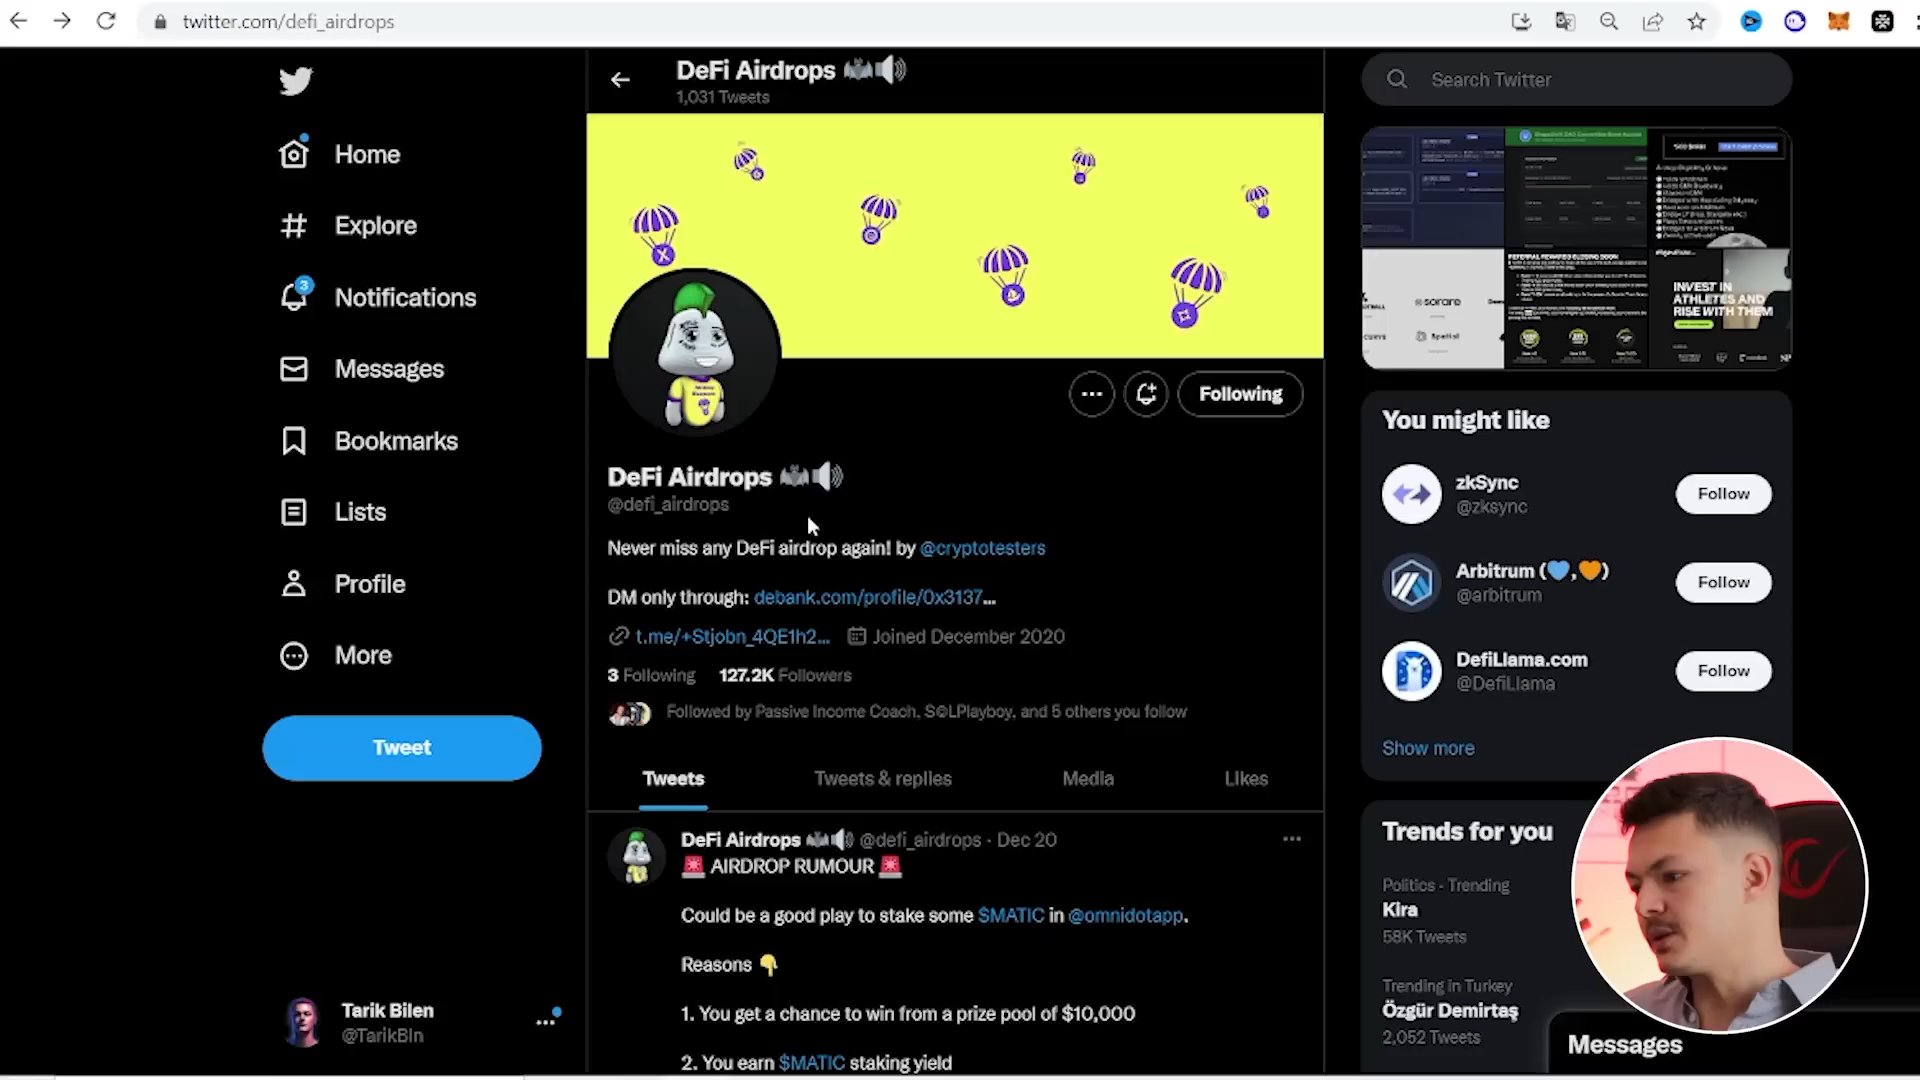 twitter.com/defi_airdrops
DeFi Airdrops
1,031 Tweets
Search Twitter
Home
Explore
3
Notifications
Messages
Bookmarks
Lists
Profile
More
Tweet
Tarik Bilen
@TarikBln
Following
DeFi Airdrops
@defi_airdrops
Never miss any DeFi airdrop again! by @cryptotesters
DM only through: debank.com/profile/0x3137...
t.me/+Stjobn_4QE1h2... Joined December 2020
3 Following 127.2K Followers
Followed by Passive Income Coach, S©LPlayboy, and 5 others you follow
Tweets Tweets & replies Media Likes
DeFi Airdrops @defi_airdrops · Dec 20
🚨 AIRDROP RUMOUR 🚨
Could be a good play to stake some $MATIC in @omnidotapp.
Reasons 👇
1. You get a chance to win from a prize pool of $10,000
2. You earn $MATIC staking yield
sorare
Spatial
REFERRAL REWARDS CLOSING SOON
INVEST IN
ATHLETES AND
RISE WITH THEM
You might like
zkSync
@zksync
Follow
Arbitrum (💙,🧡)
@arbitrum
Follow
DefiLlama.com
@DefiLlama
Follow
Show more
Trends for you
Politics · Trending
Kira
58K Tweets
Trending in Turkey
Özgür Demirtaş
2,052 Tweets
Messages